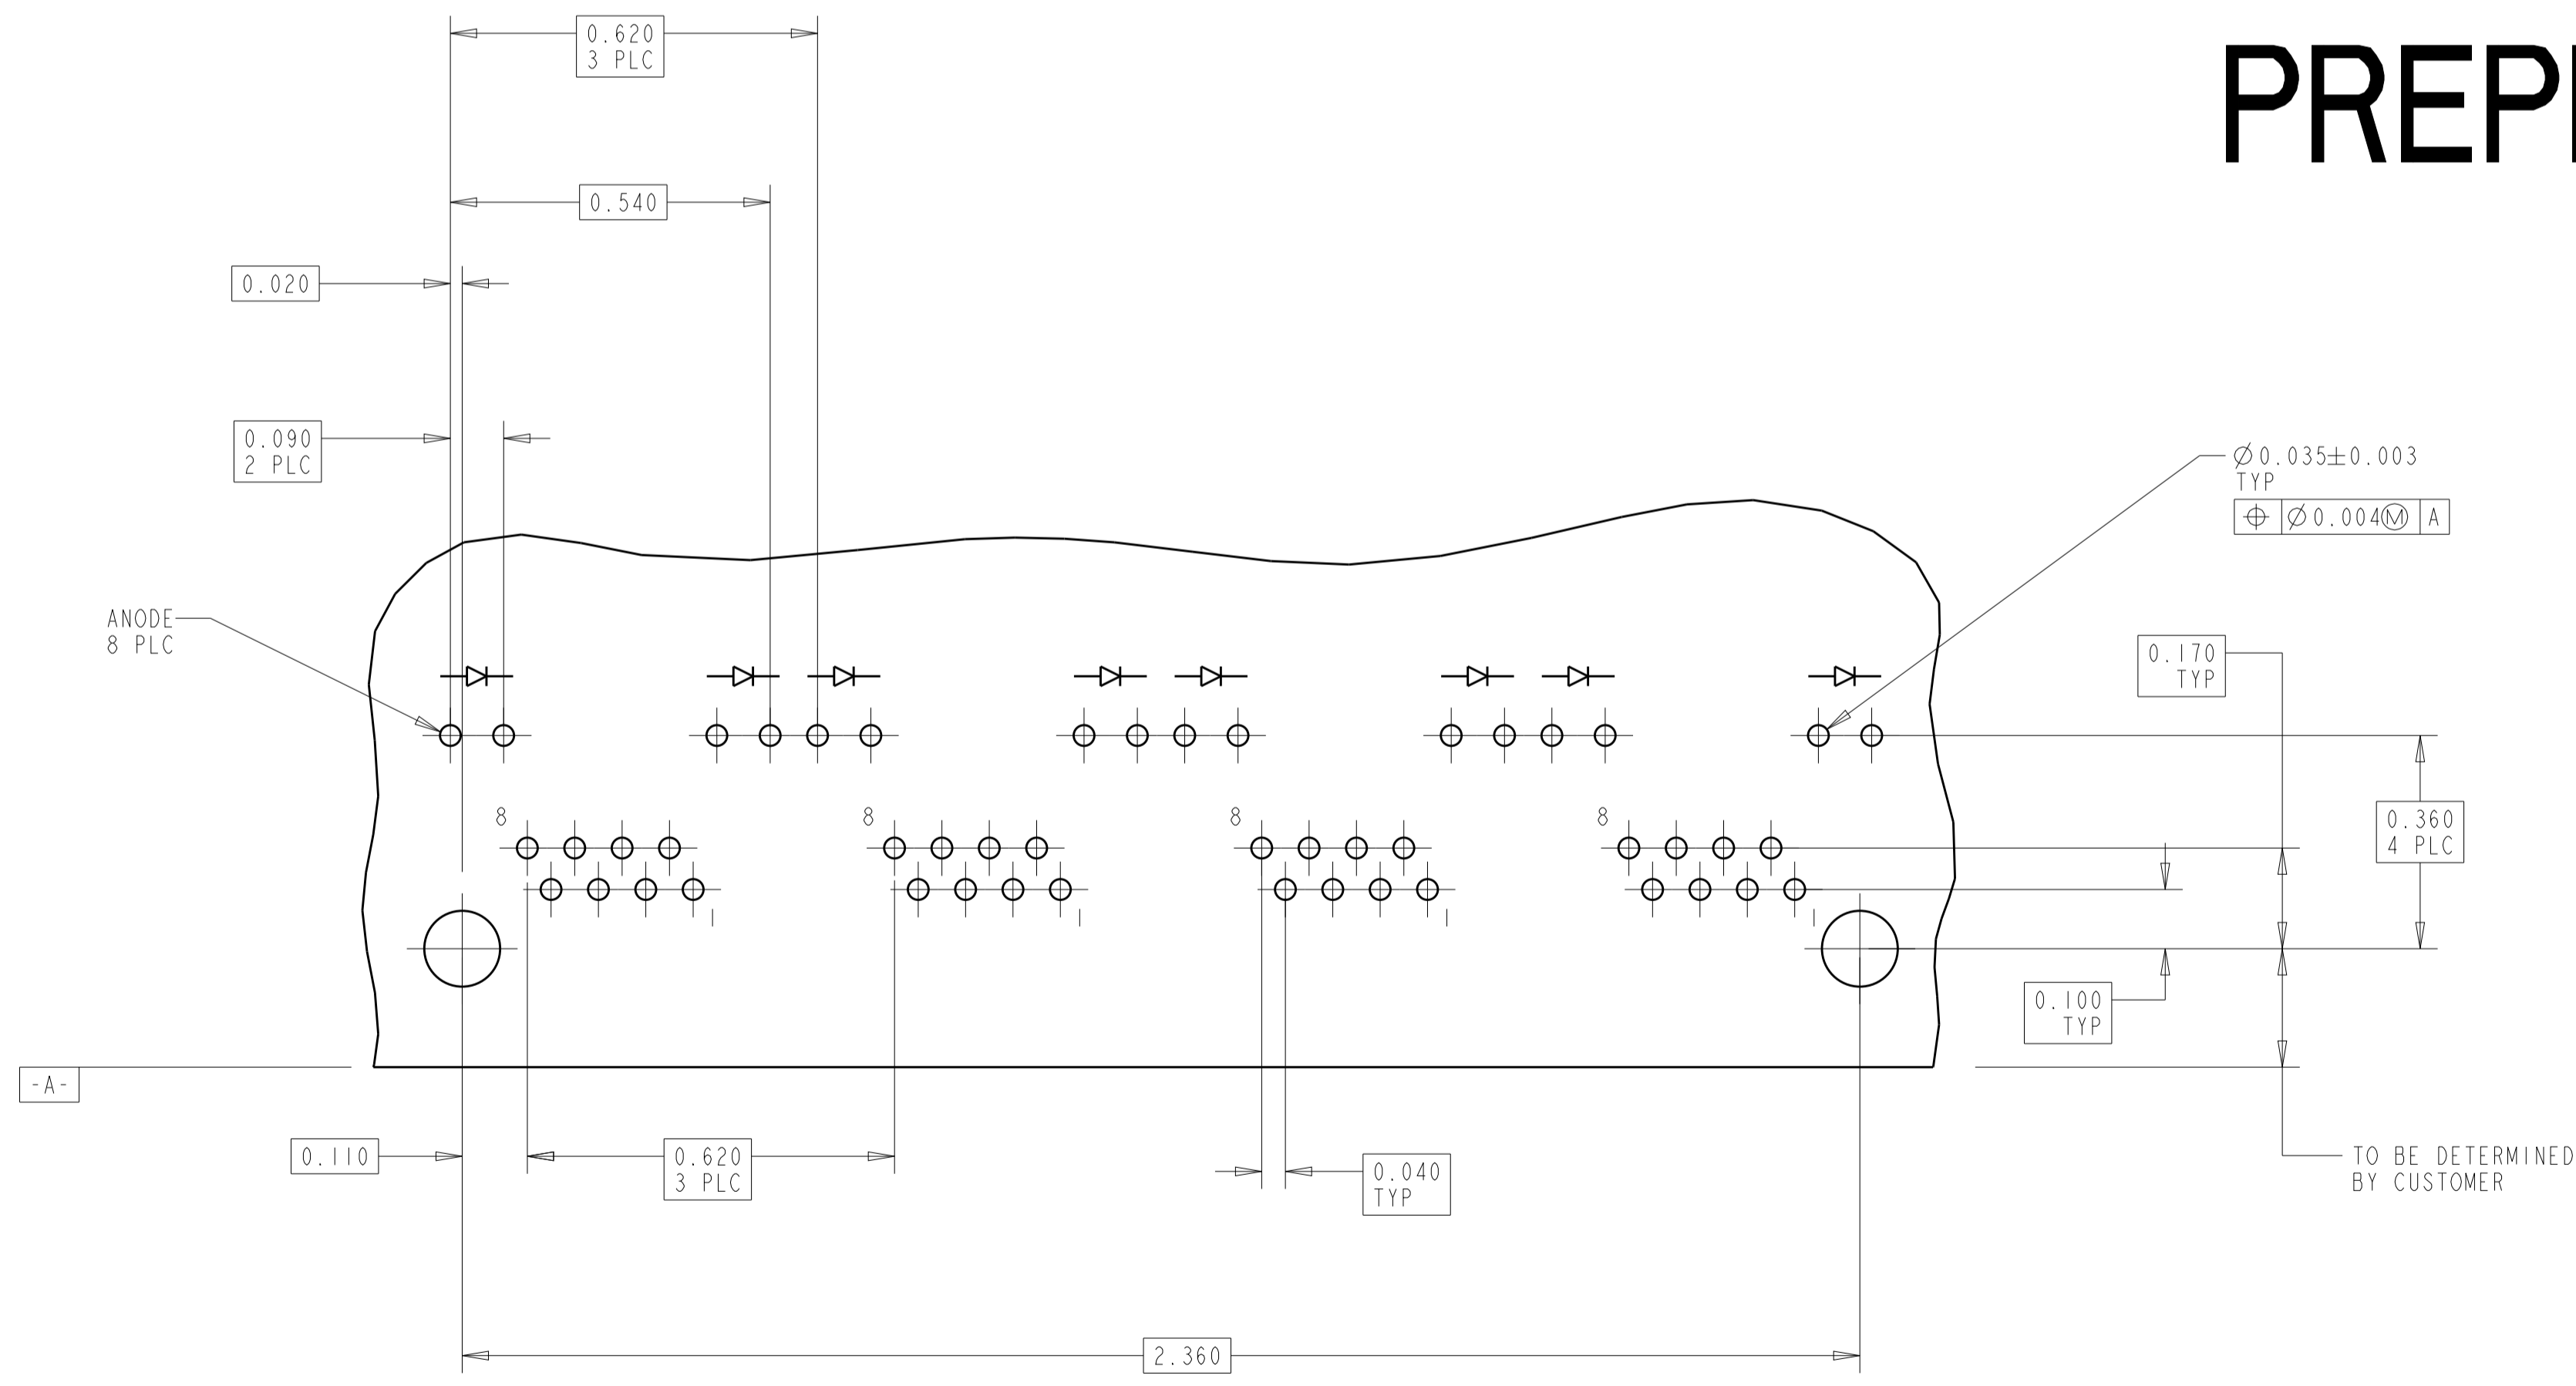 0.620
3 PLC
PREP
0.540
0.020
0.090
2 PLC
Ø0.035±0.003
TYP
⌖ Ø0.004Ⓜ A
ANODE
8 PLC
0.170
TYP
0.360
4 PLC
8 8 8 8
1 1 1 1
0.100
TYP
-A-
0.110
0.620
3 PLC
0.040
TYP
TO BE DETERMINED
BY CUSTOMER
2.360